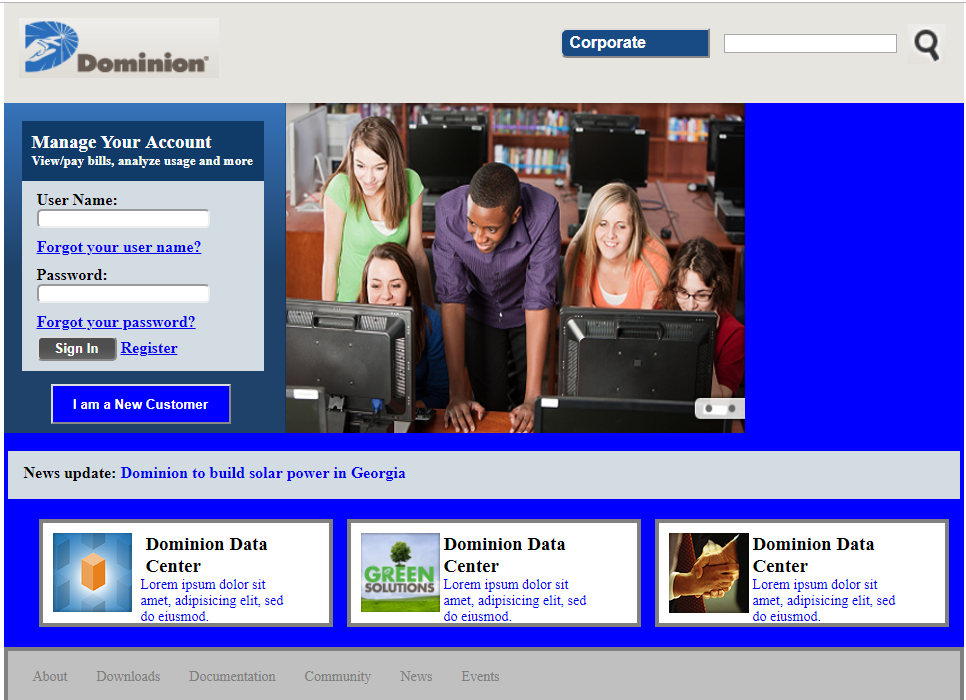 Dominion
Corporate
Manage Your Account
View/pay bills, analyze usage and more
User Name:
Forgot your user name?
Password:
Forgot your password?
Sign In Register
I am a New Customer
News update: Dominion to build solar power in Georgia
Dominion Data
Center
Lorem ipsum dolor sit
amet, adipisicing elit, sed
do eiusmod.
GREEN
SOLUTIONS
Dominion Data
Center
Lorem ipsum dolor sit
amet, adipisicing elit, sed
do eiusmod.
Dominion Data
Center
Lorem ipsum dolor sit
amet, adipisicing elit, sed
do eiusmod.
About Downloads Documentation Community News Events